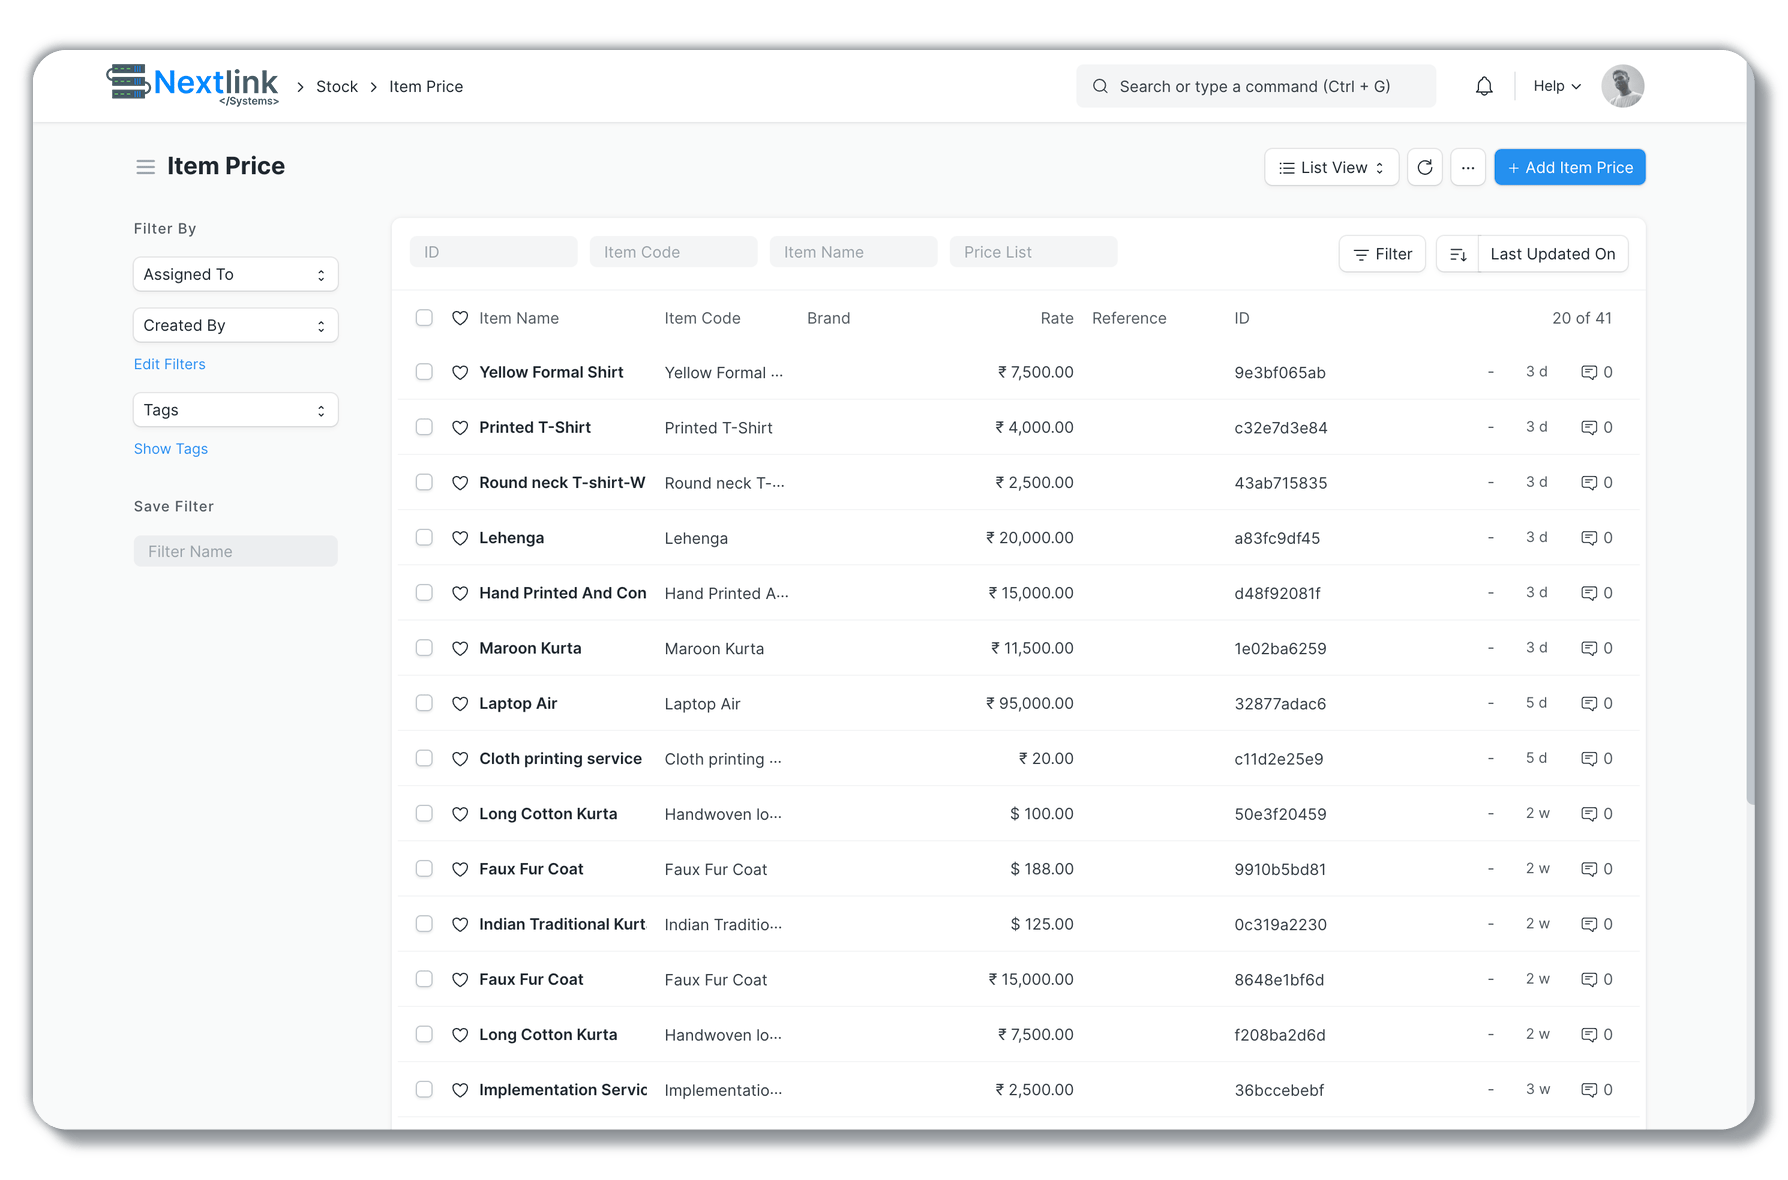 Nextlink
</Systems>
Stock
Item Price
Search or type a command (Ctrl + G)
Help
Item Price
List View
···
+ Add Item Price
Filter By
Assigned To
Created By
Edit Filters
Tags
Show Tags
Save Filter
Filter Name
ID Item Code Item Name Price List Filter Last Updated On
Item Name Item Code Brand Rate Reference ID 20 of 41
Yellow Formal Shirt Yellow Formal ... ₹ 7,500.00 9e3bf065ab - 3 d 0
Printed T-Shirt Printed T-Shirt ₹ 4,000.00 c32e7d3e84 - 3 d 0
Round neck T-shirt-W Round neck T-... ₹ 2,500.00 43ab715835 - 3 d 0
Lehenga Lehenga ₹ 20,000.00 a83fc9df45 - 3 d 0
Hand Printed And Con Hand Printed A... ₹ 15,000.00 d48f92081f - 3 d 0
Maroon Kurta Maroon Kurta ₹ 11,500.00 1e02ba6259 - 3 d 0
Laptop Air Laptop Air ₹ 95,000.00 32877adac6 - 5 d 0
Cloth printing service Cloth printing ... ₹ 20.00 c11d2e25e9 - 5 d 0
Long Cotton Kurta Handwoven lo... $ 100.00 50e3f20459 - 2 w 0
Faux Fur Coat Faux Fur Coat $ 188.00 9910b5bd81 - 2 w 0
Indian Traditional Kurt Indian Traditio... $ 125.00 0c319a2230 - 2 w 0
Faux Fur Coat Faux Fur Coat ₹ 15,000.00 8648e1bf6d - 2 w 0
Long Cotton Kurta Handwoven lo... ₹ 7,500.00 f208ba2d6d - 2 w 0
Implementation Servic Implementatio... ₹ 2,500.00 36bccebebf - 3 w 0